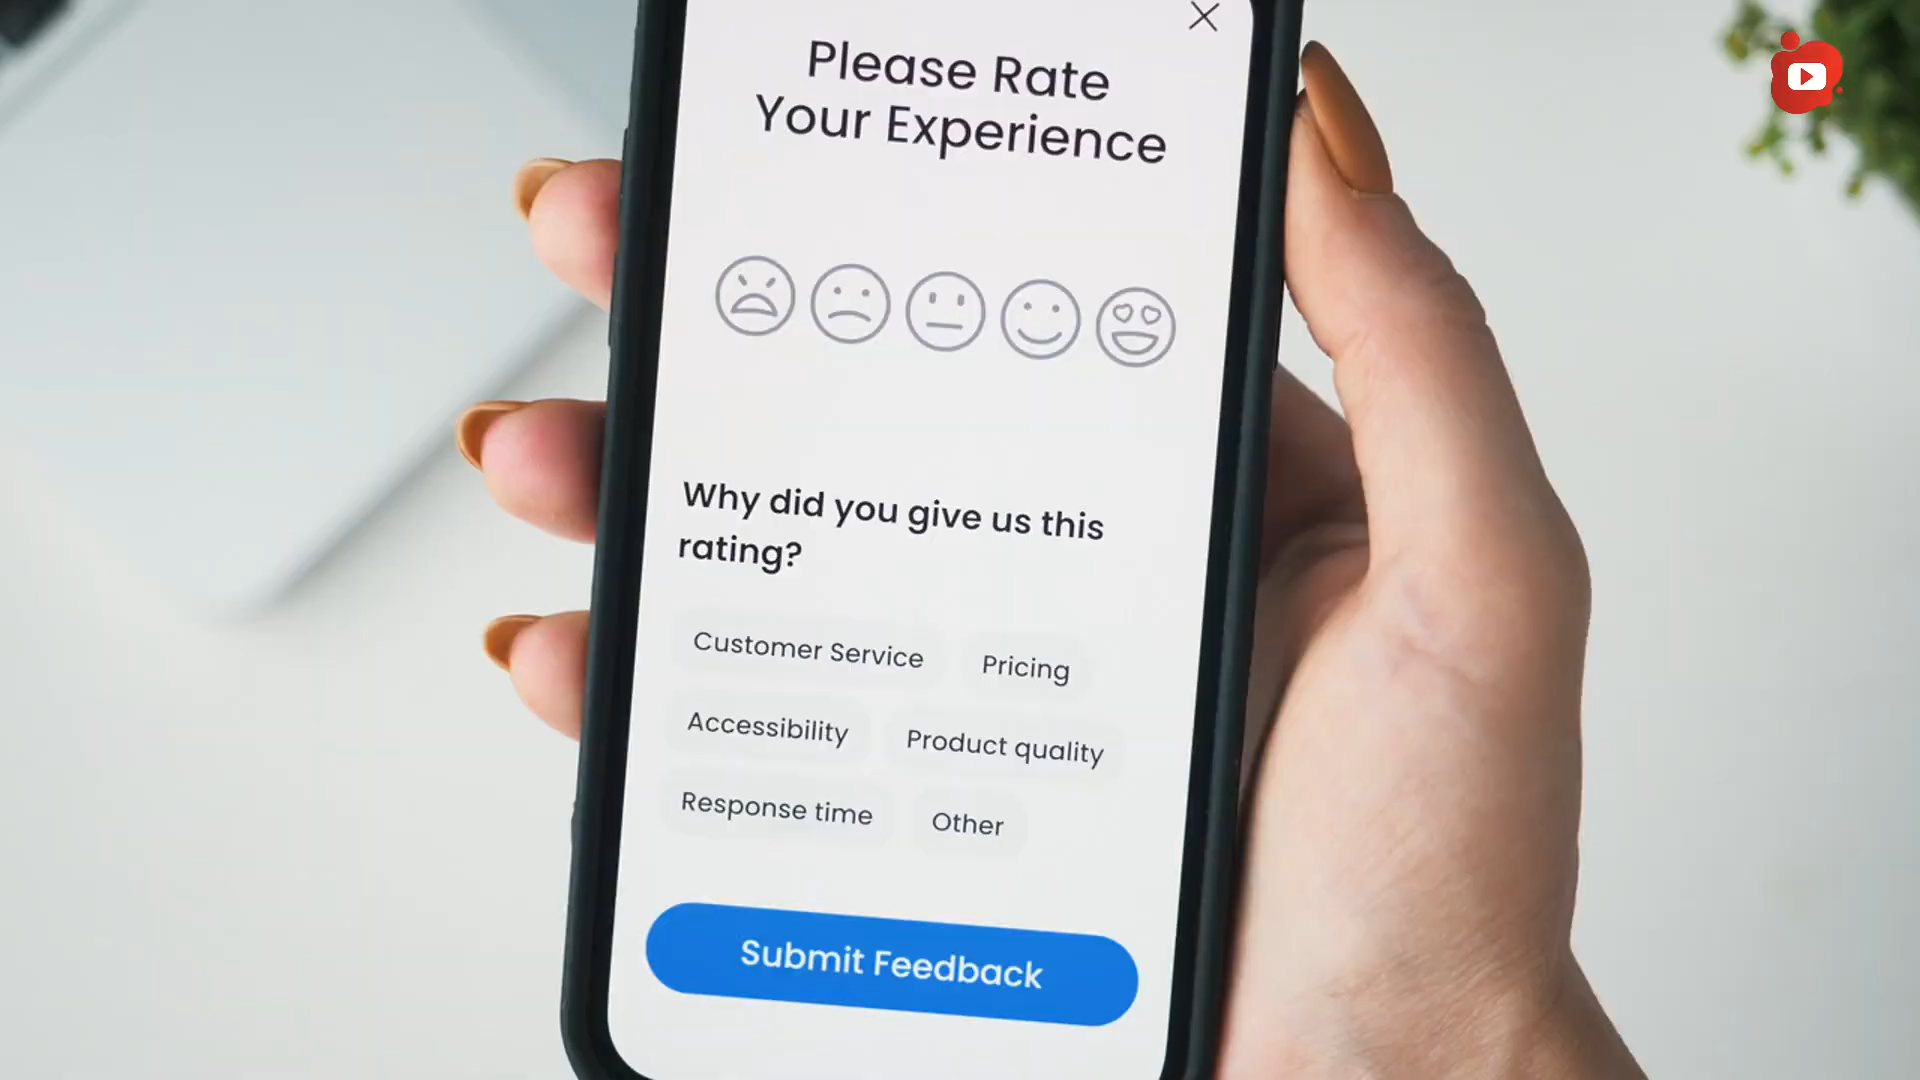 Please Rate
Your Experience
Why did you give us this
rating?
Customer Service
Pricing
Accessibility
Product quality
Response time
Other
Submit Feedback